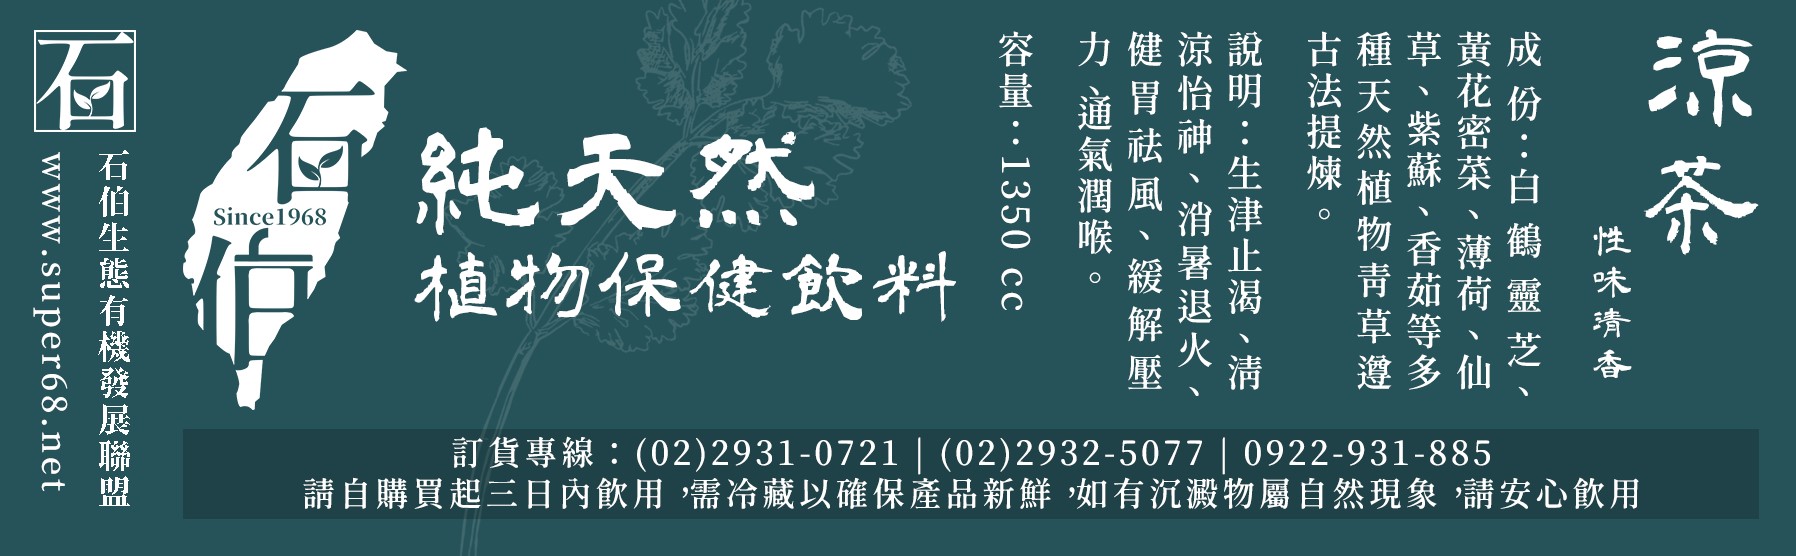 涼茶
性味清香
成份：白鶴靈芝、
黃花密菜、薄荷、仙
草、紫蘇、香茹等多
種天然植物青草遵
古法提煉。
說明：生津止渴、清
涼怡神、消暑退火、
健胃祛風、緩解壓
力、通氣潤喉。
容量：1350 cc
純天然
植物保健飲料
石伯
Since1968
石
石伯生態有機發展聯盟
www.super68.net
訂貨專線：(02)2931-0721 | (02)2932-5077 | 0922-931-885
請自購買起三日內飲用，需冷藏以確保產品新鮮，如有沉澱物屬自然現象，請安心飲用